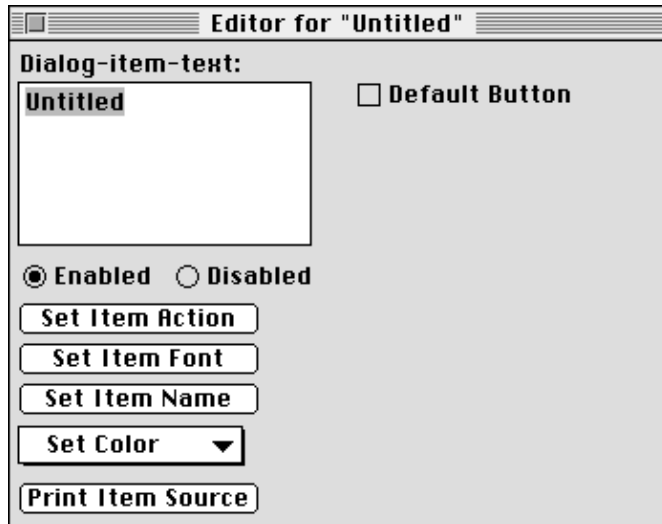 Editor for "Untitled"
Dialog-item-text:
Untitled
Default Button
Enabled Disabled
Set Item Action
Set Item Font
Set Item Name
Set Color
Print Item Source